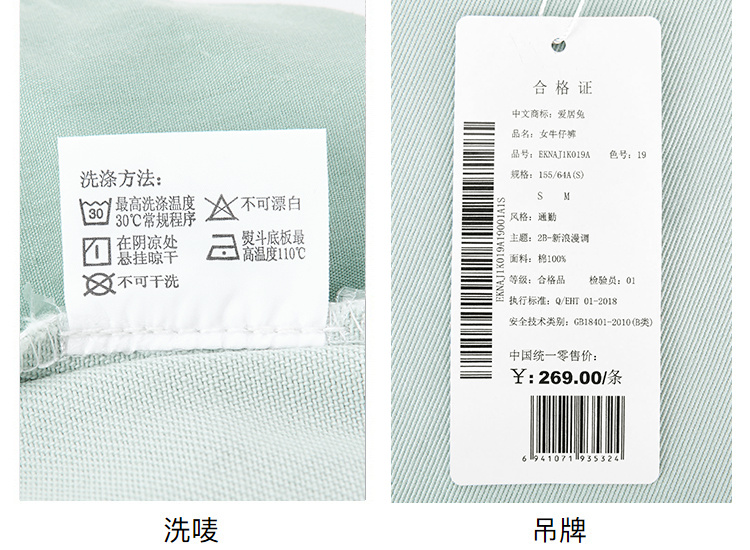 洗涤方法:
30
最高洗涤温度
30℃常规程序
不可漂白
在阴凉处
悬挂晾干
熨斗底板最
高温度110℃
不可干洗
合格证
中文商标: 爱居兔
品名: 女牛仔裤
品号: EKNAJ1K019A 色号: 19
规格: 155/64A(S)
S M
风格: 通勤
主题: 2B-新浪漫调
面料: 棉100%
等级: 合格品 检验员: 01
执行标准: Q/EHT 01-2018
安全技术类别: GB18401-2010(B类)
中国统一零售价:
¥: 269.00/条
6 941071 935324
EKNAJ1K019A19001A1S
洗唛
吊牌